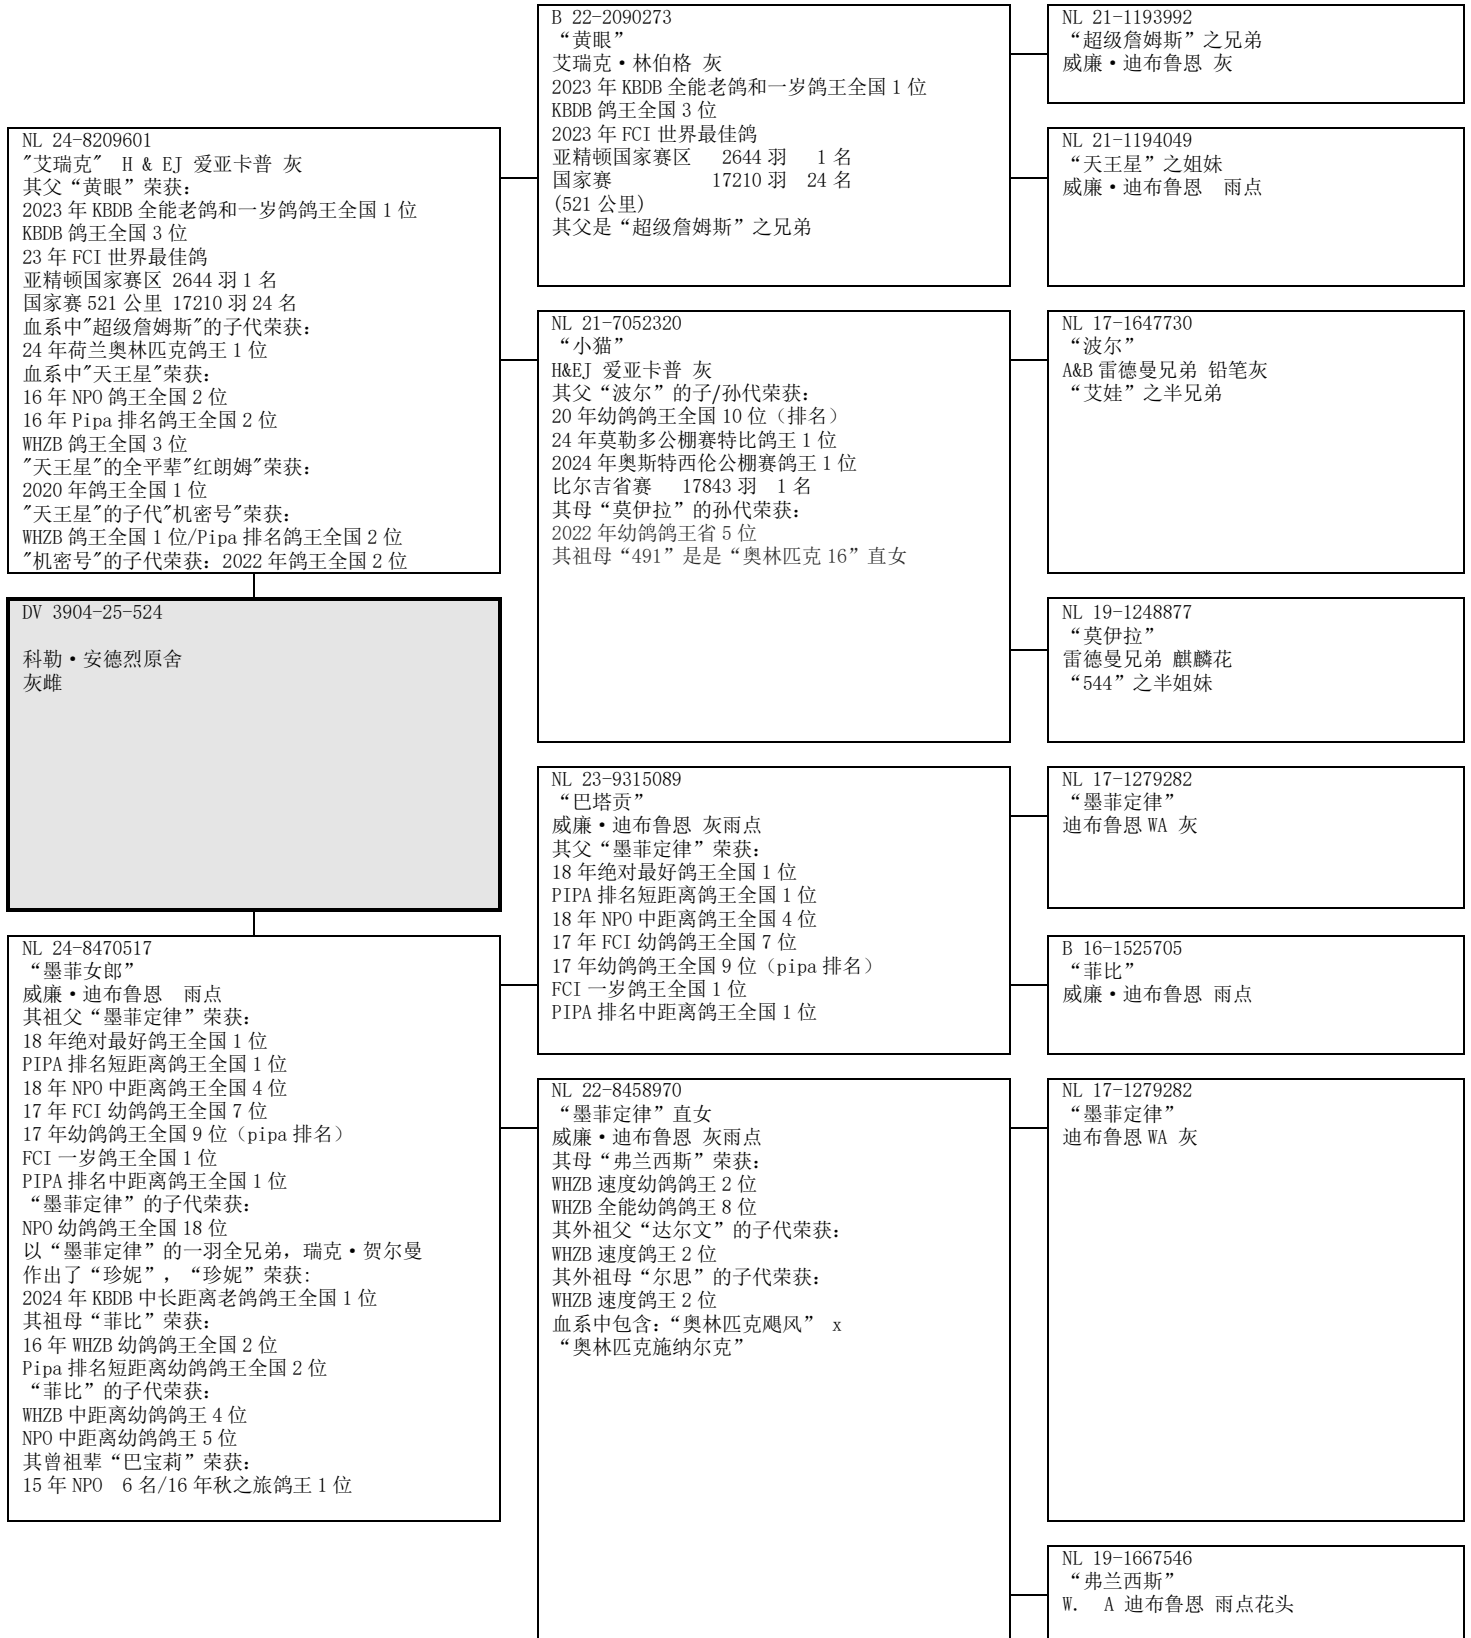 NL 24-8209601
"艾瑞克" H & EJ 爱亚卡普 灰
其父“黄眼”荣获：
2023 年 KBDB 全能老鸽和一岁鸽鸽王全国 1 位
KBDB 鸽王全国 3 位
23 年 FCI 世界最佳鸽
亚精顿国家赛区 2644 羽 1 名
国家赛 521 公里 17210 羽 24 名
血系中"超级詹姆斯"的子代荣获：
24 年荷兰奥林匹克鸽王 1 位
血系中"天王星"荣获：
16 年 NPO 鸽王全国 2 位
16 年 Pipa 排名鸽王全国 2 位
WHZB 鸽王全国 3 位
"天王星"的全平辈"红朗姆"荣获：
2020 年鸽王全国 1 位
"天王星"的子代"机密号"荣获：
WHZB 鸽王全国 1 位/Pipa 排名鸽王全国 2 位
"机密号"的子代荣获：2022 年鸽王全国 2 位
DV 3904-25-524
科勒·安德烈原舍
灰雌
NL 24-8470517
“墨菲女郎”
威廉·迪布鲁恩 雨点
其祖父“墨菲定律”荣获：
18 年绝对最好鸽王全国 1 位
PIPA 排名短距离鸽王全国 1 位
18 年 NPO 中距离鸽王全国 4 位
17 年 FCI 幼鸽鸽王全国 7 位
17 年幼鸽鸽王全国 9 位（pipa 排名）
FCI 一岁鸽王全国 1 位
PIPA 排名中距离鸽王全国 1 位
“墨菲定律”的子代荣获：
NPO 幼鸽鸽王全国 18 位
以“墨菲定律”的一羽全兄弟，瑞克·贺尔曼
作出了“珍妮”，“珍妮”荣获：
2024 年 KBDB 中长距离老鸽鸽王全国 1 位
其祖母“菲比”荣获：
16 年 WHZB 幼鸽鸽王全国 2 位
Pipa 排名短距离幼鸽鸽王全国 2 位
“菲比”的子代荣获：
WHZB 中距离幼鸽鸽王 4 位
NPO 中距离幼鸽鸽王 5 位
其曾祖辈“巴宝莉”荣获：
15 年 NPO 6 名/16 年秋之旅鸽王 1 位
B 22-2090273
“黄眼”
艾瑞克·林伯格 灰
2023 年 KBDB 全能老鸽和一岁鸽王全国 1 位
KBDB 鸽王全国 3 位
2023 年 FCI 世界最佳鸽
亚精顿国家赛区 2644 羽 1 名
国家赛 17210 羽 24 名
(521 公里)
其父是“超级詹姆斯”之兄弟
NL 21-7052320
“小猫”
H&EJ 爱亚卡普 灰
其父“波尔”的子/孙代荣获：
20 年幼鸽鸽王全国 10 位（排名）
24 年莫勒多公棚赛特比鸽王 1 位
2024 年奥斯特西伦公棚赛鸽王 1 位
比尔吉省赛 17843 羽 1 名
其母“莫伊拉”的孙代荣获：
2022 年幼鸽鸽王省 5 位
其祖母“491”是是“奥林匹克 16”直女
NL 23-9315089
“巴塔贡”
威廉·迪布鲁恩 灰雨点
其父“墨菲定律”荣获：
18 年绝对最好鸽王全国 1 位
PIPA 排名短距离鸽王全国 1 位
18 年 NPO 中距离鸽王全国 4 位
17 年 FCI 幼鸽鸽王全国 7 位
17 年幼鸽鸽王全国 9 位（pipa 排名）
FCI 一岁鸽王全国 1 位
PIPA 排名中距离鸽王全国 1 位
NL 22-8458970
“墨菲定律”直女
威廉·迪布鲁恩 灰雨点
其母“弗兰西斯”荣获：
WHZB 速度幼鸽鸽王 2 位
WHZB 全能幼鸽鸽王 8 位
其外祖父“达尔文”的子代荣获：
WHZB 速度鸽王 2 位
其外祖母“尔思”的子代荣获：
WHZB 速度鸽王 2 位
血系中包含：“奥林匹克飓风” x
“奥林匹克施纳尔克”
NL 21-1193992
“超级詹姆斯”之兄弟
威廉·迪布鲁恩 灰
NL 21-1194049
“天王星”之姐妹
威廉·迪布鲁恩 雨点
NL 17-1647730
“波尔”
A&B 雷德曼兄弟 铅笔灰
“艾娃”之半兄弟
NL 19-1248877
“莫伊拉”
雷德曼兄弟 麒麟花
“544”之半姐妹
NL 17-1279282
“墨菲定律”
迪布鲁恩 WA 灰
B 16-1525705
“菲比”
威廉·迪布鲁恩 雨点
NL 17-1279282
“墨菲定律”
迪布鲁恩 WA 灰
NL 19-1667546
“弗兰西斯”
W. A 迪布鲁恩 雨点花头